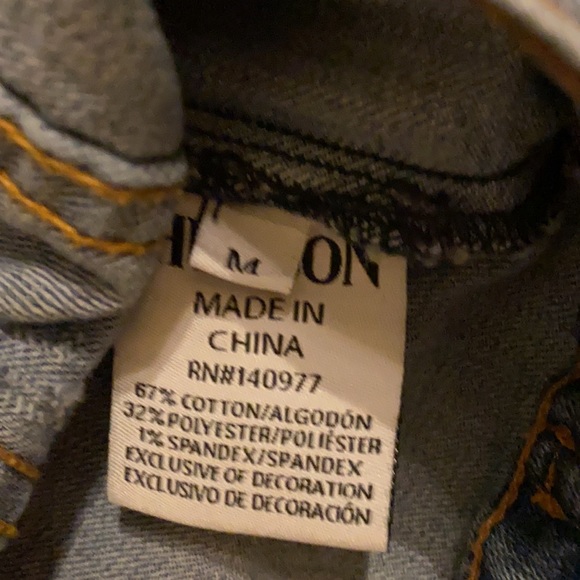 M
ON
MADE IN
CHINA
RN#140977
67% COTTON/ALGODÓN
32% POLYESTER/POLIÉSTER
1% SPANDEX/SPANDEX
EXCLUSIVE OF DECORATION
EXCLUSIVO DE DECORACIÓN